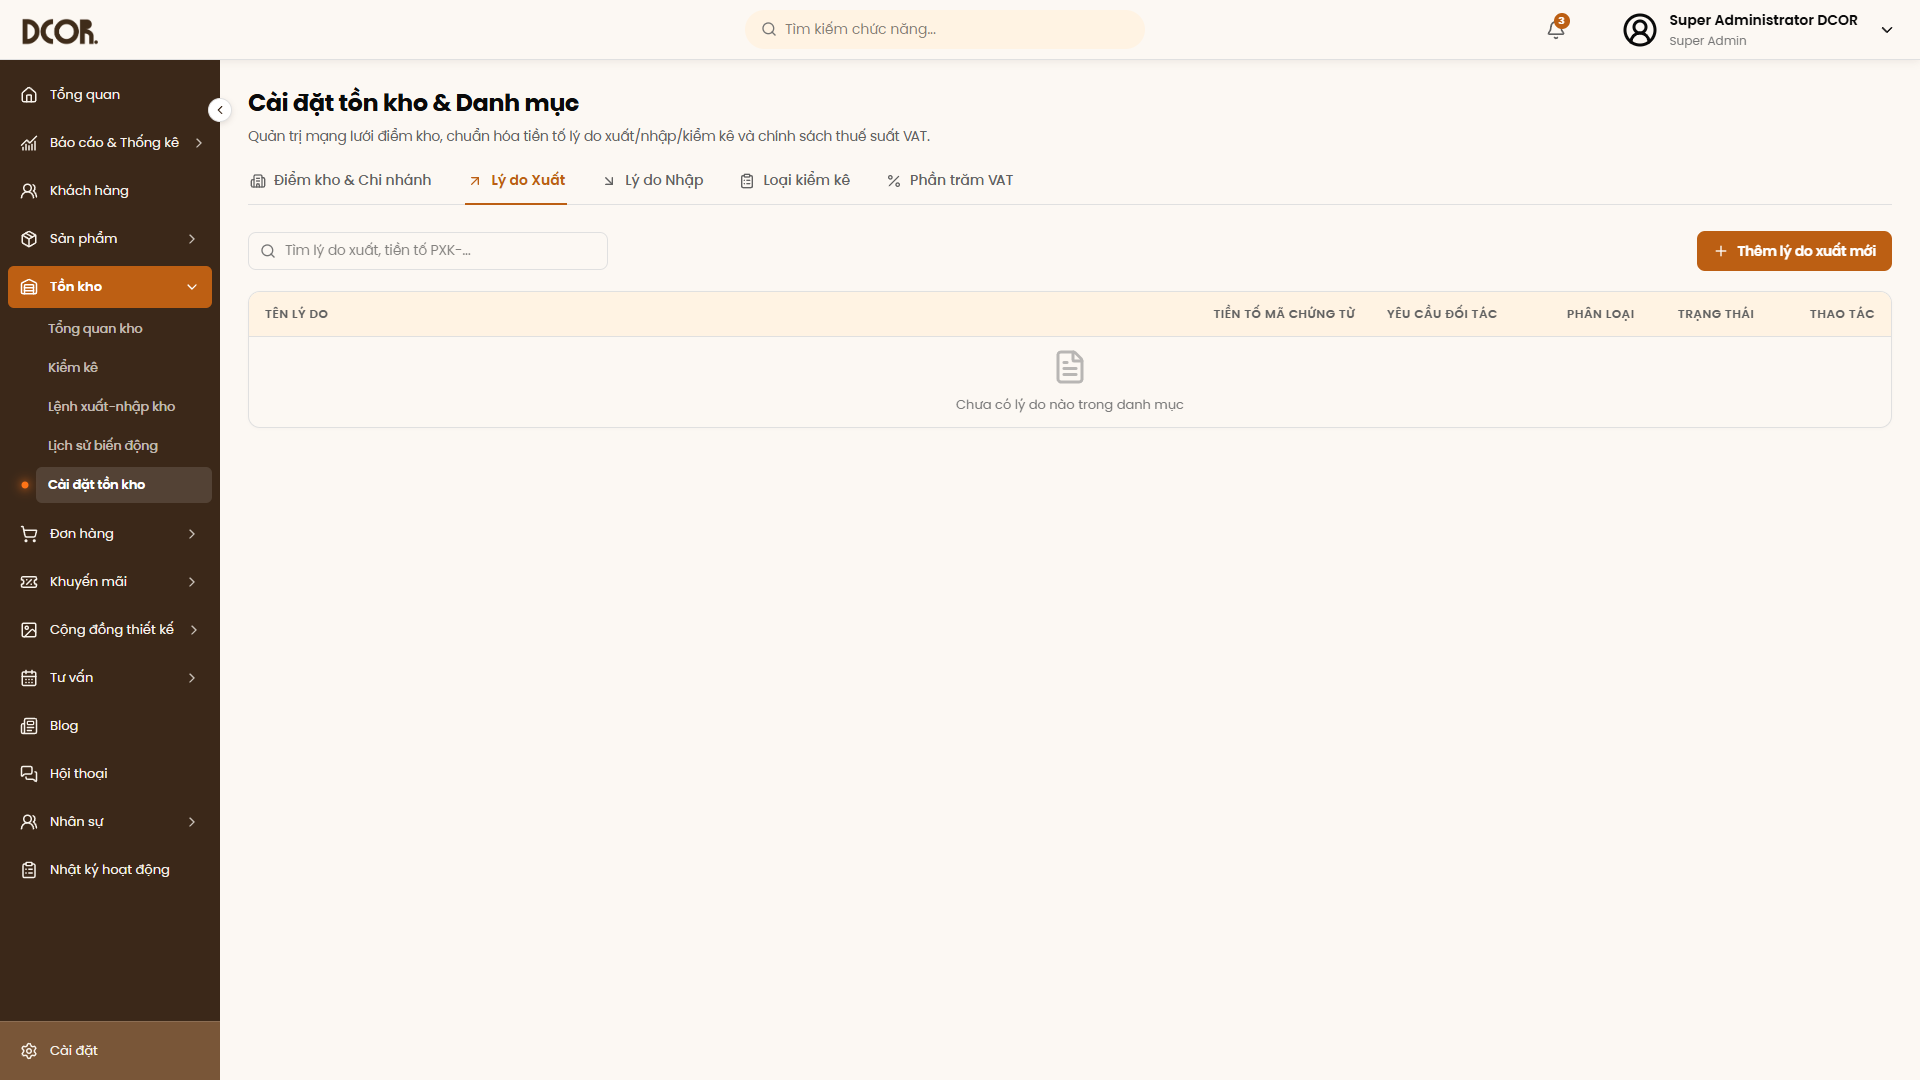 DCOR.
Tìm kiếm chức năng...
3
Super Administrator DCOR
Super Admin
Tổng quan
Báo cáo & Thống kê
Khách hàng
Sản phẩm
Tồn kho
Tổng quan kho
Kiểm kê
Lệnh xuất-nhập kho
Lịch sử biến động
Cài đặt tồn kho
Đơn hàng
Khuyến mãi
Cộng đồng thiết kế
Tư vấn
Blog
Hội thoại
Nhân sự
Nhật ký hoạt động
Cài đặt
Cài đặt tồn kho & Danh mục
Quản trị mạng lưới điểm kho, chuẩn hóa tiền tố lý do xuất/nhập/kiểm kê và chính sách thuế suất VAT.
Điểm kho & Chi nhánh
Lý do Xuất
Lý do Nhập
Loại kiểm kê
Phần trăm VAT
Tìm lý do xuất, tiền tố PXK-...
Thêm lý do xuất mới
TÊN LÝ DO
TIỀN TỐ MÃ CHỨNG TỪ
YÊU CẦU ĐỐI TÁC
PHÂN LOẠI
TRẠNG THÁI
THAO TÁC
Chưa có lý do nào trong danh mục